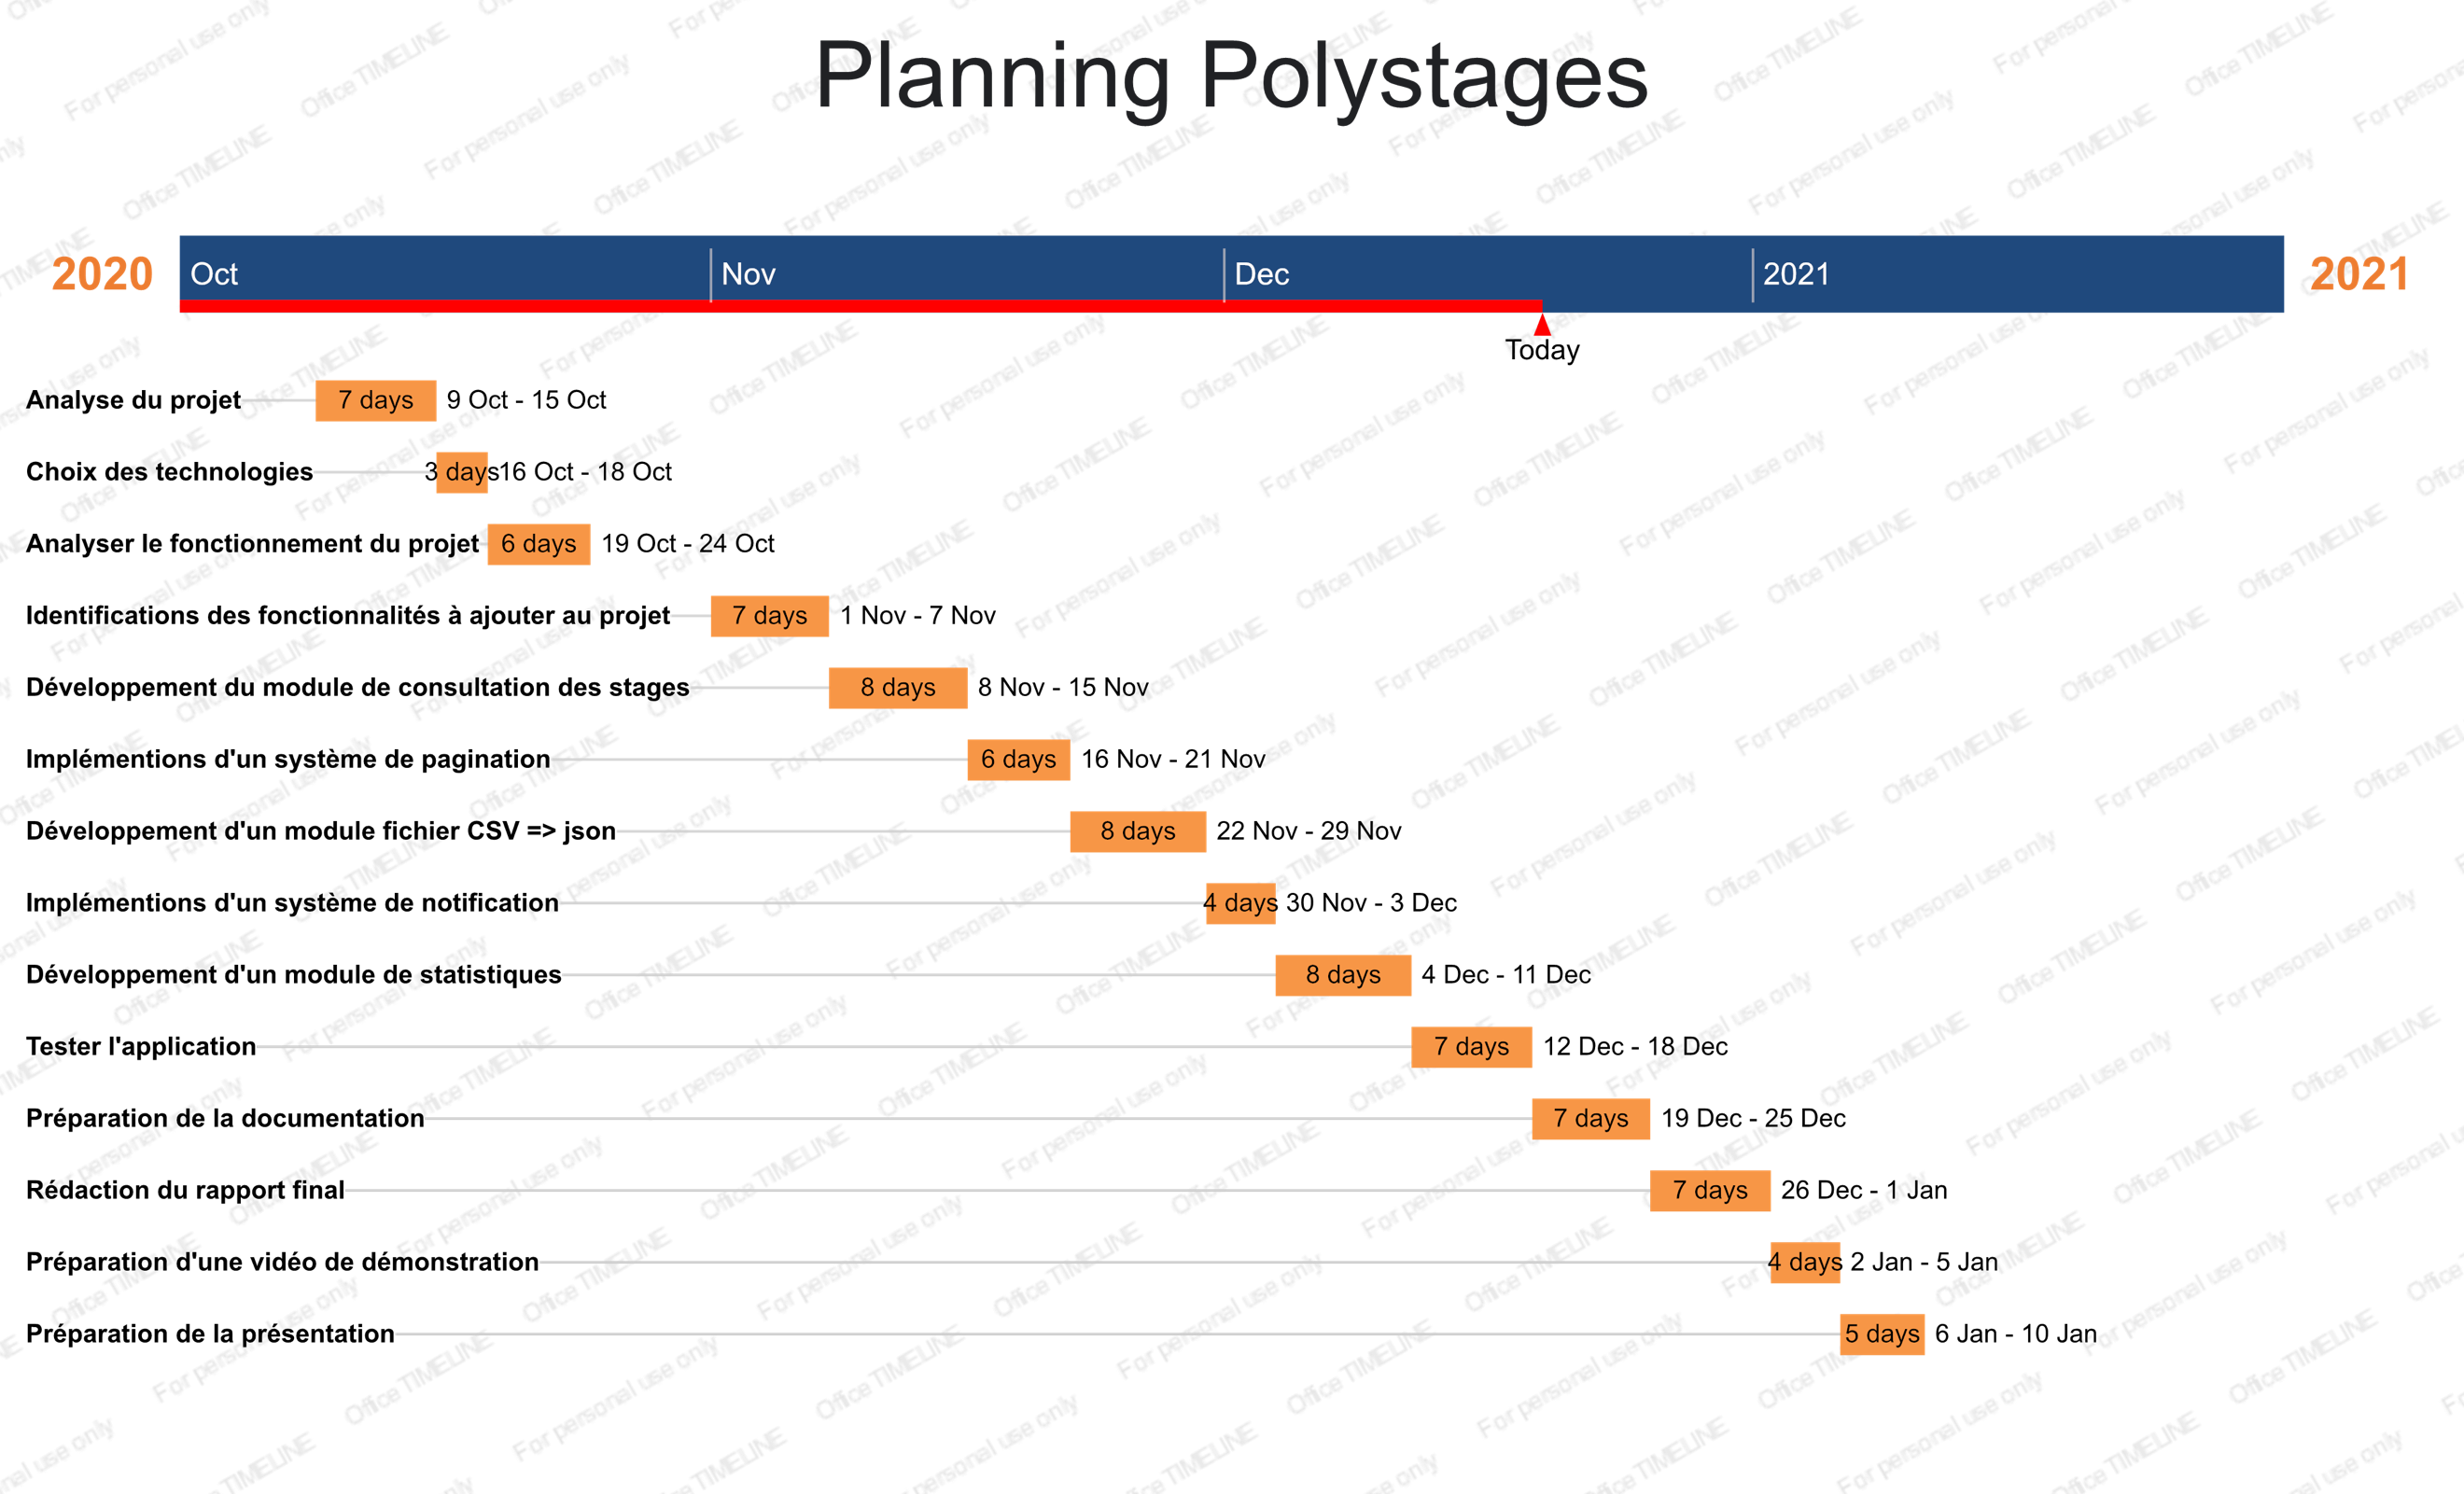 Planning Polystages
2020 Oct Nov Dec 2021 2021
Today
Analyse du projet 7 days 9 Oct - 15 Oct
Choix des technologies 3 days 16 Oct - 18 Oct
Analyser le fonctionnement du projet 6 days 19 Oct - 24 Oct
Identifications des fonctionnalités à ajouter au projet 7 days 1 Nov - 7 Nov
Développement du module de consultation des stages 8 days 8 Nov - 15 Nov
Implémentions d'un système de pagination 6 days 16 Nov - 21 Nov
Développement d'un module fichier CSV => json 8 days 22 Nov - 29 Nov
Implémentions d'un système de notification 4 days 30 Nov - 3 Dec
Développement d'un module de statistiques 8 days 4 Dec - 11 Dec
Tester l'application 7 days 12 Dec - 18 Dec
Préparation de la documentation 7 days 19 Dec - 25 Dec
Rédaction du rapport final 7 days 26 Dec - 1 Jan
Préparation d'une vidéo de démonstration 4 days 2 Jan - 5 Jan
Préparation de la présentation 5 days 6 Jan - 10 Jan
Office TIMELINE For personal use only